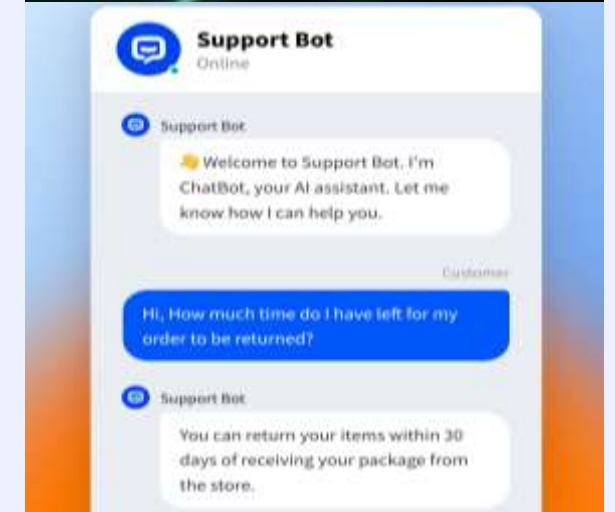 Support Bot
Online
Support Bot
👋 Welcome to Support Bot. I'm
ChatBot, your AI assistant. Let me
know how I can help you.
Customer
Hi, How much time do I have left for my
order to be returned?
Support Bot
You can return your items within 30
days of receiving your package from
the store.